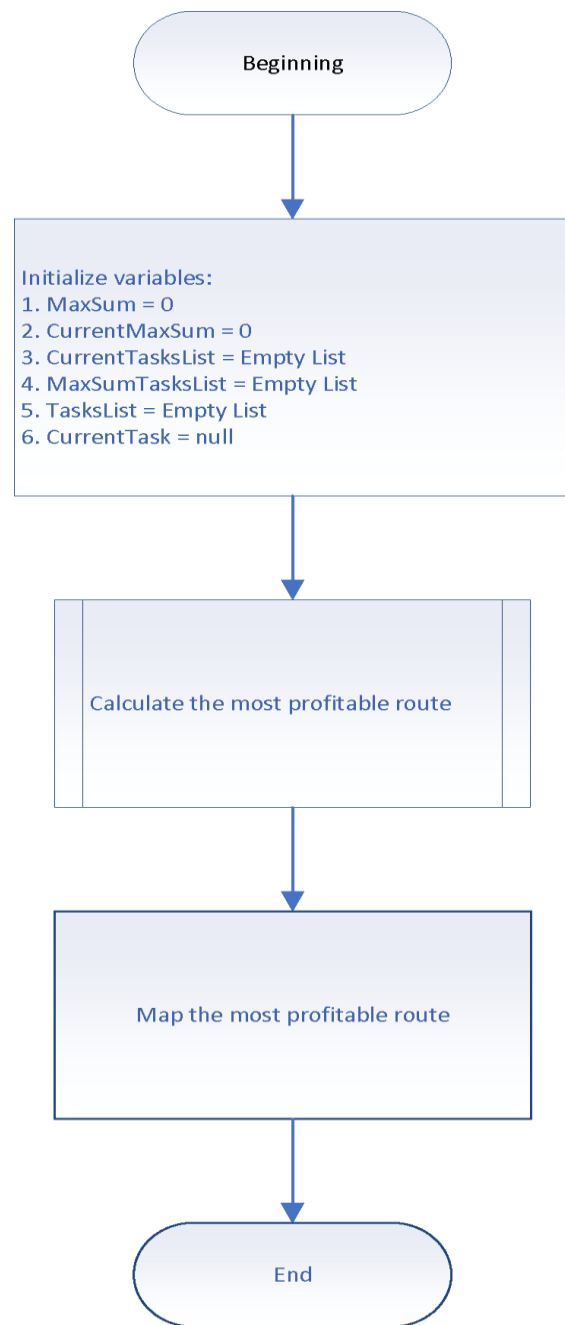 Beginning
Initialize variables:
1. MaxSum = 0
2. CurrentMaxSum = 0
3. CurrentTasksList = Empty List
4. MaxSumTasksList = Empty List
5. TasksList = Empty List
6. CurrentTask = null
Calculate the most profitable route
Map the most profitable route
End